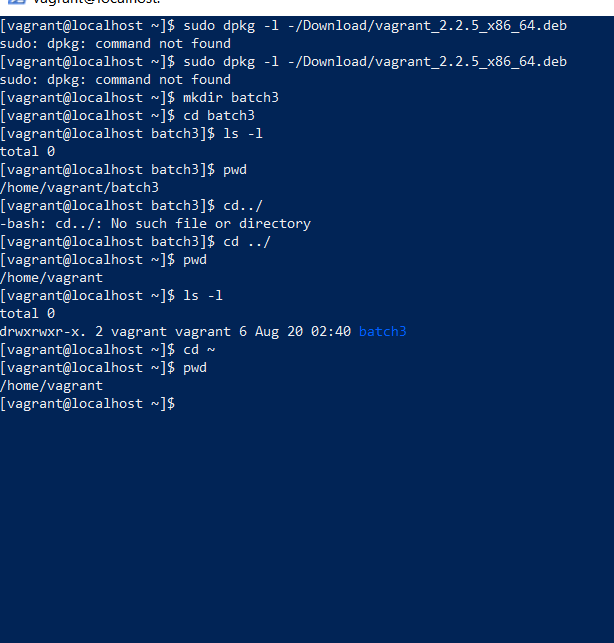 vagrant@localhost:
[vagrant@localhost ~]$ sudo dpkg -l -/Download/vagrant_2.2.5_x86_64.deb
sudo: dpkg: command not found
[vagrant@localhost ~]$ sudo dpkg -l -/Download/vagrant_2.2.5_x86_64.deb
sudo: dpkg: command not found
[vagrant@localhost ~]$ mkdir batch3
[vagrant@localhost ~]$ cd batch3
[vagrant@localhost batch3]$ ls -l
total 0
[vagrant@localhost batch3]$ pwd
/home/vagrant/batch3
[vagrant@localhost batch3]$ cd../
-bash: cd../: No such file or directory
[vagrant@localhost batch3]$ cd ../
[vagrant@localhost ~]$ pwd
/home/vagrant
[vagrant@localhost ~]$ ls -l
total 0
drwxrwxr-x. 2 vagrant vagrant 6 Aug 20 02:40 batch3
[vagrant@localhost ~]$ cd ~
[vagrant@localhost ~]$ pwd
/home/vagrant
[vagrant@localhost ~]$